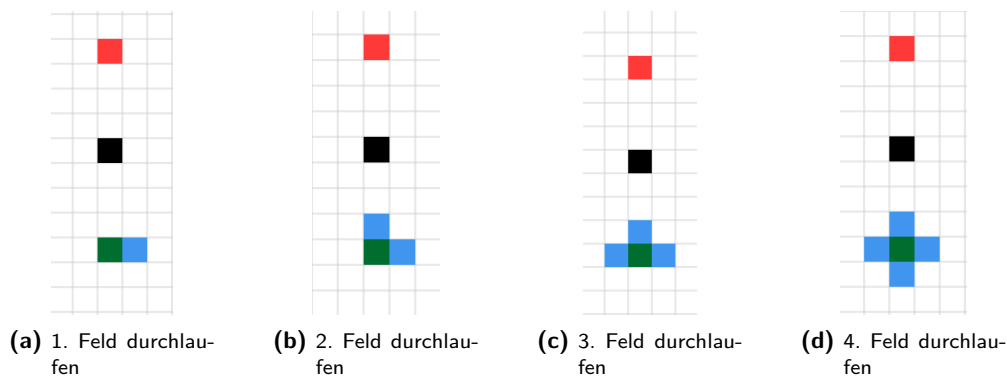 (a) 1. Feld durchlau-
fen
(b) 2. Feld durchlau-
fen
(c) 3. Feld durchlau-
fen
(d) 4. Feld durchlau-
fen